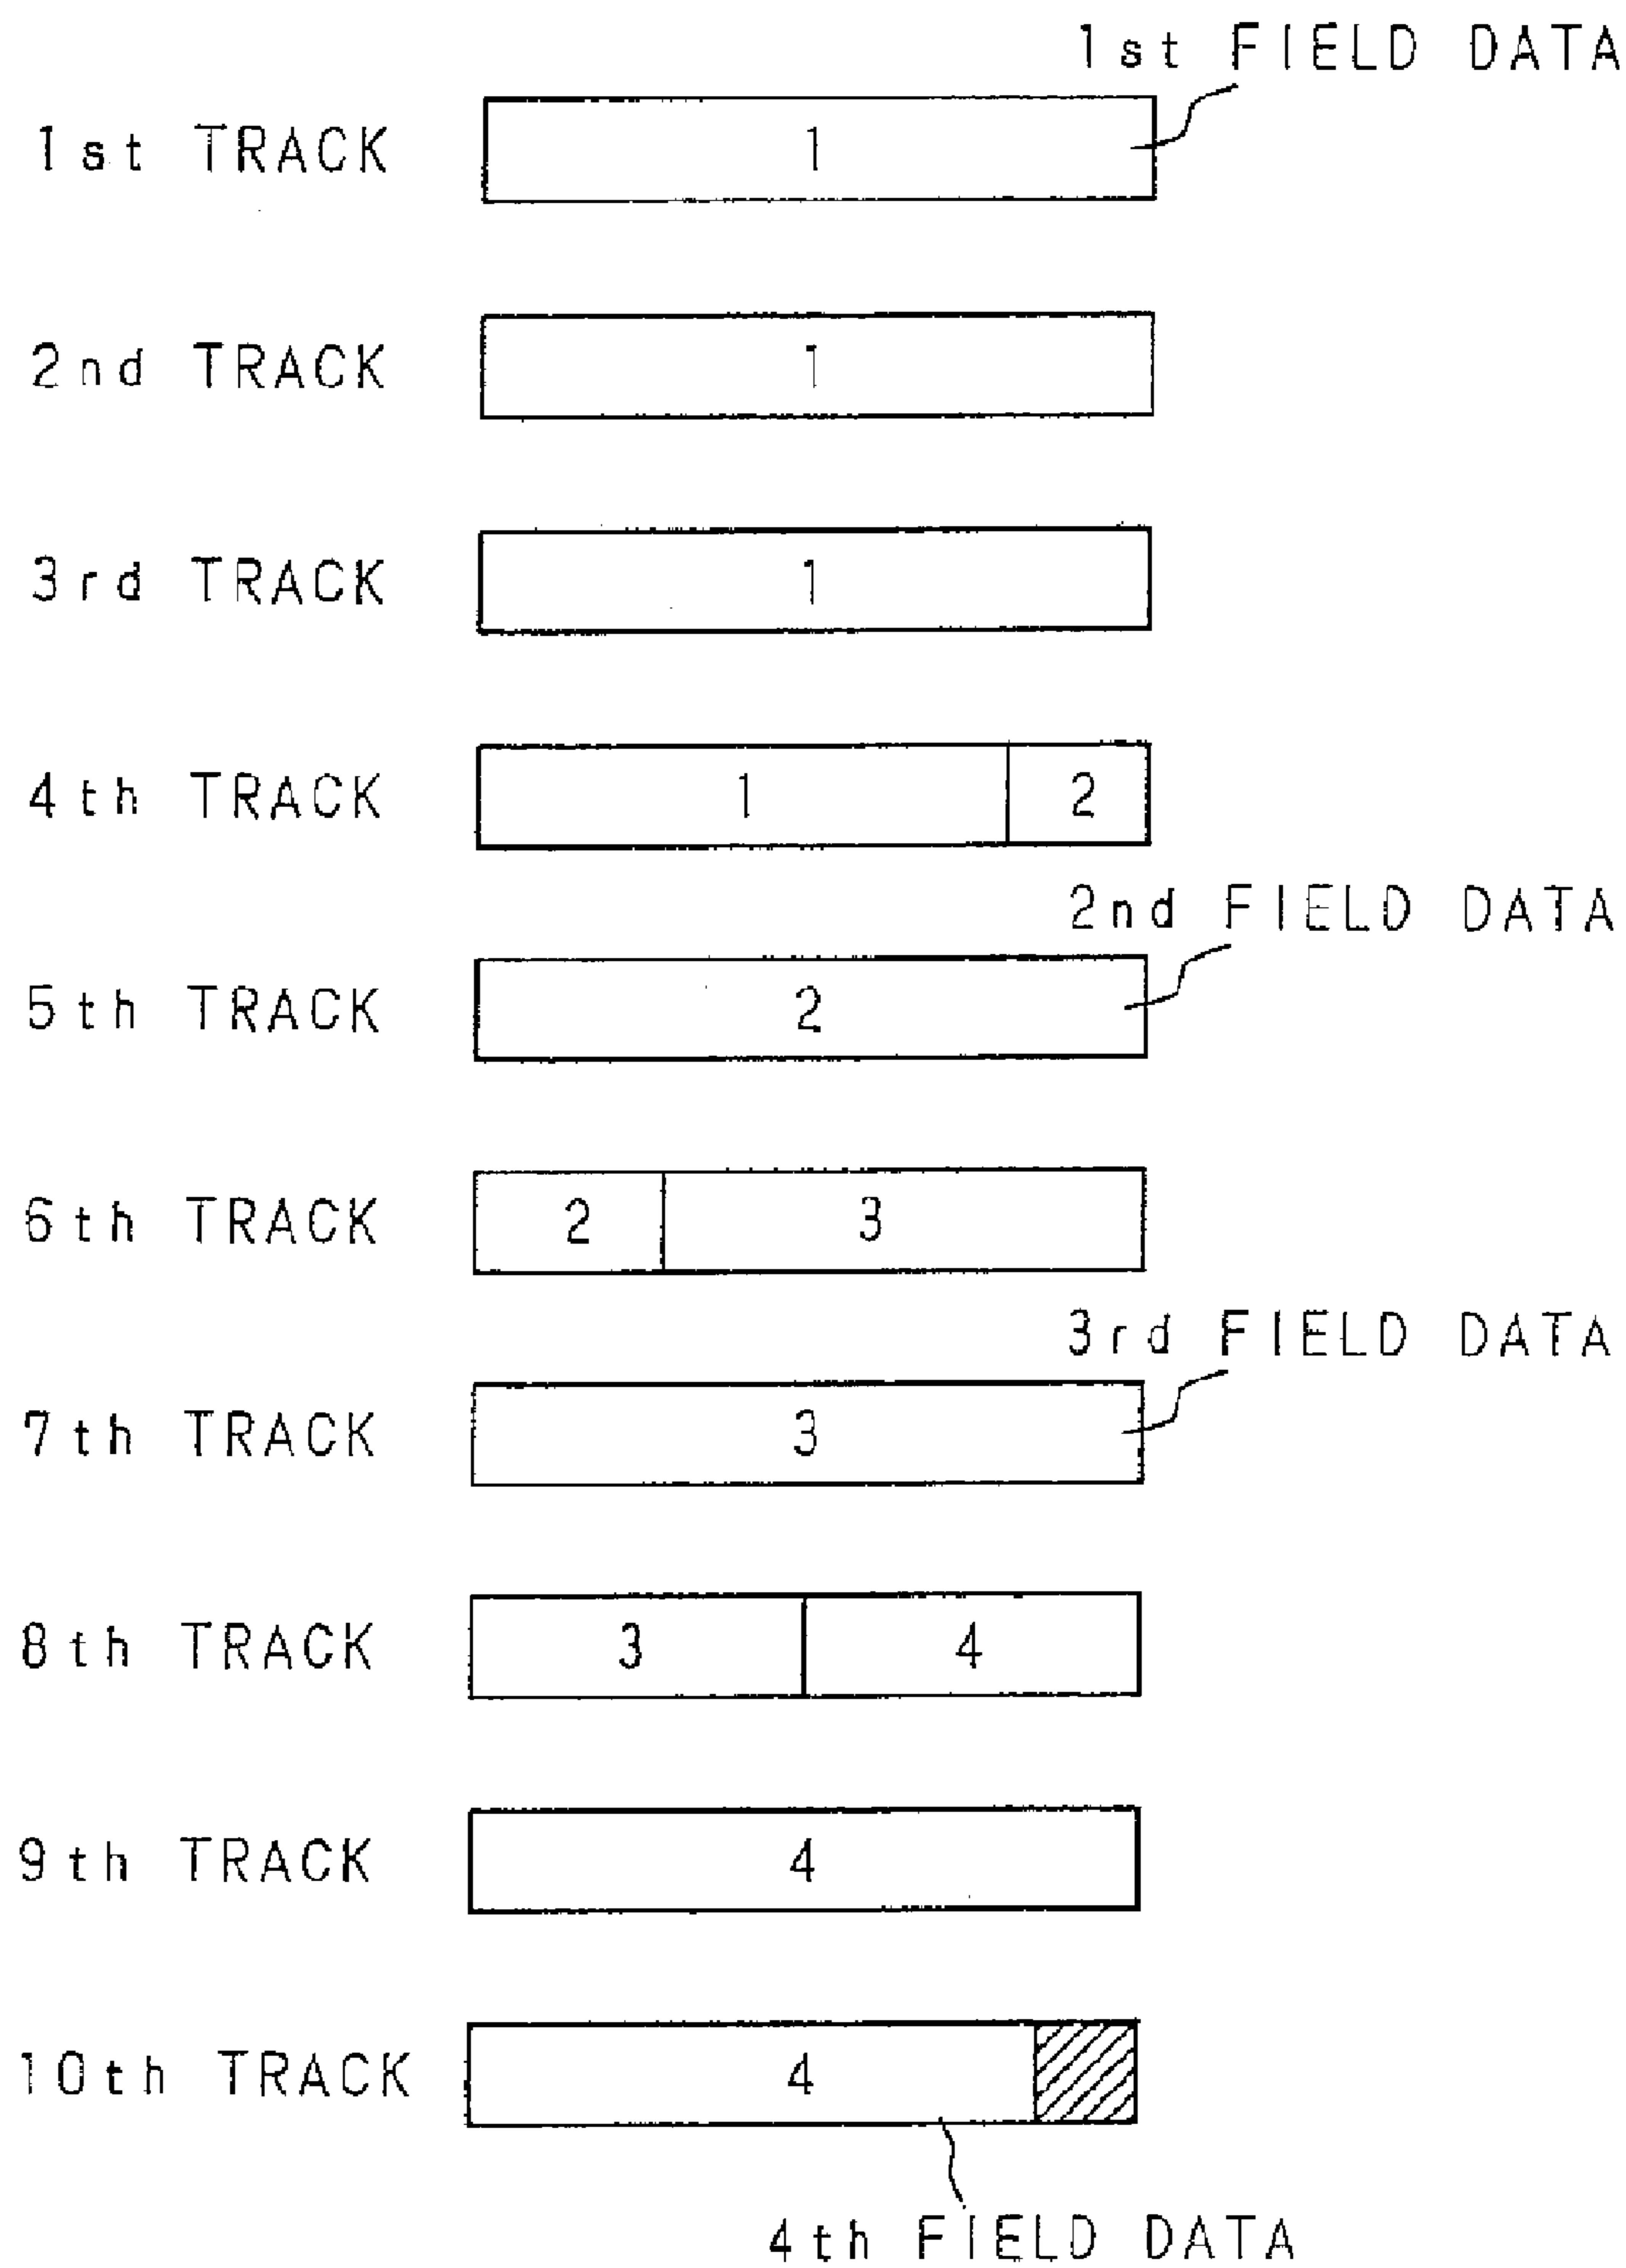 1st FIELD DATA
1st TRACK 1
2nd TRACK 1
3rd TRACK 1
4th TRACK 1 2
2nd FIELD DATA
5th TRACK 2
6th TRACK 2 3
3rd FIELD DATA
7th TRACK 3
8th TRACK 3 4
9th TRACK 4
10th TRACK 4
4th FIELD DATA